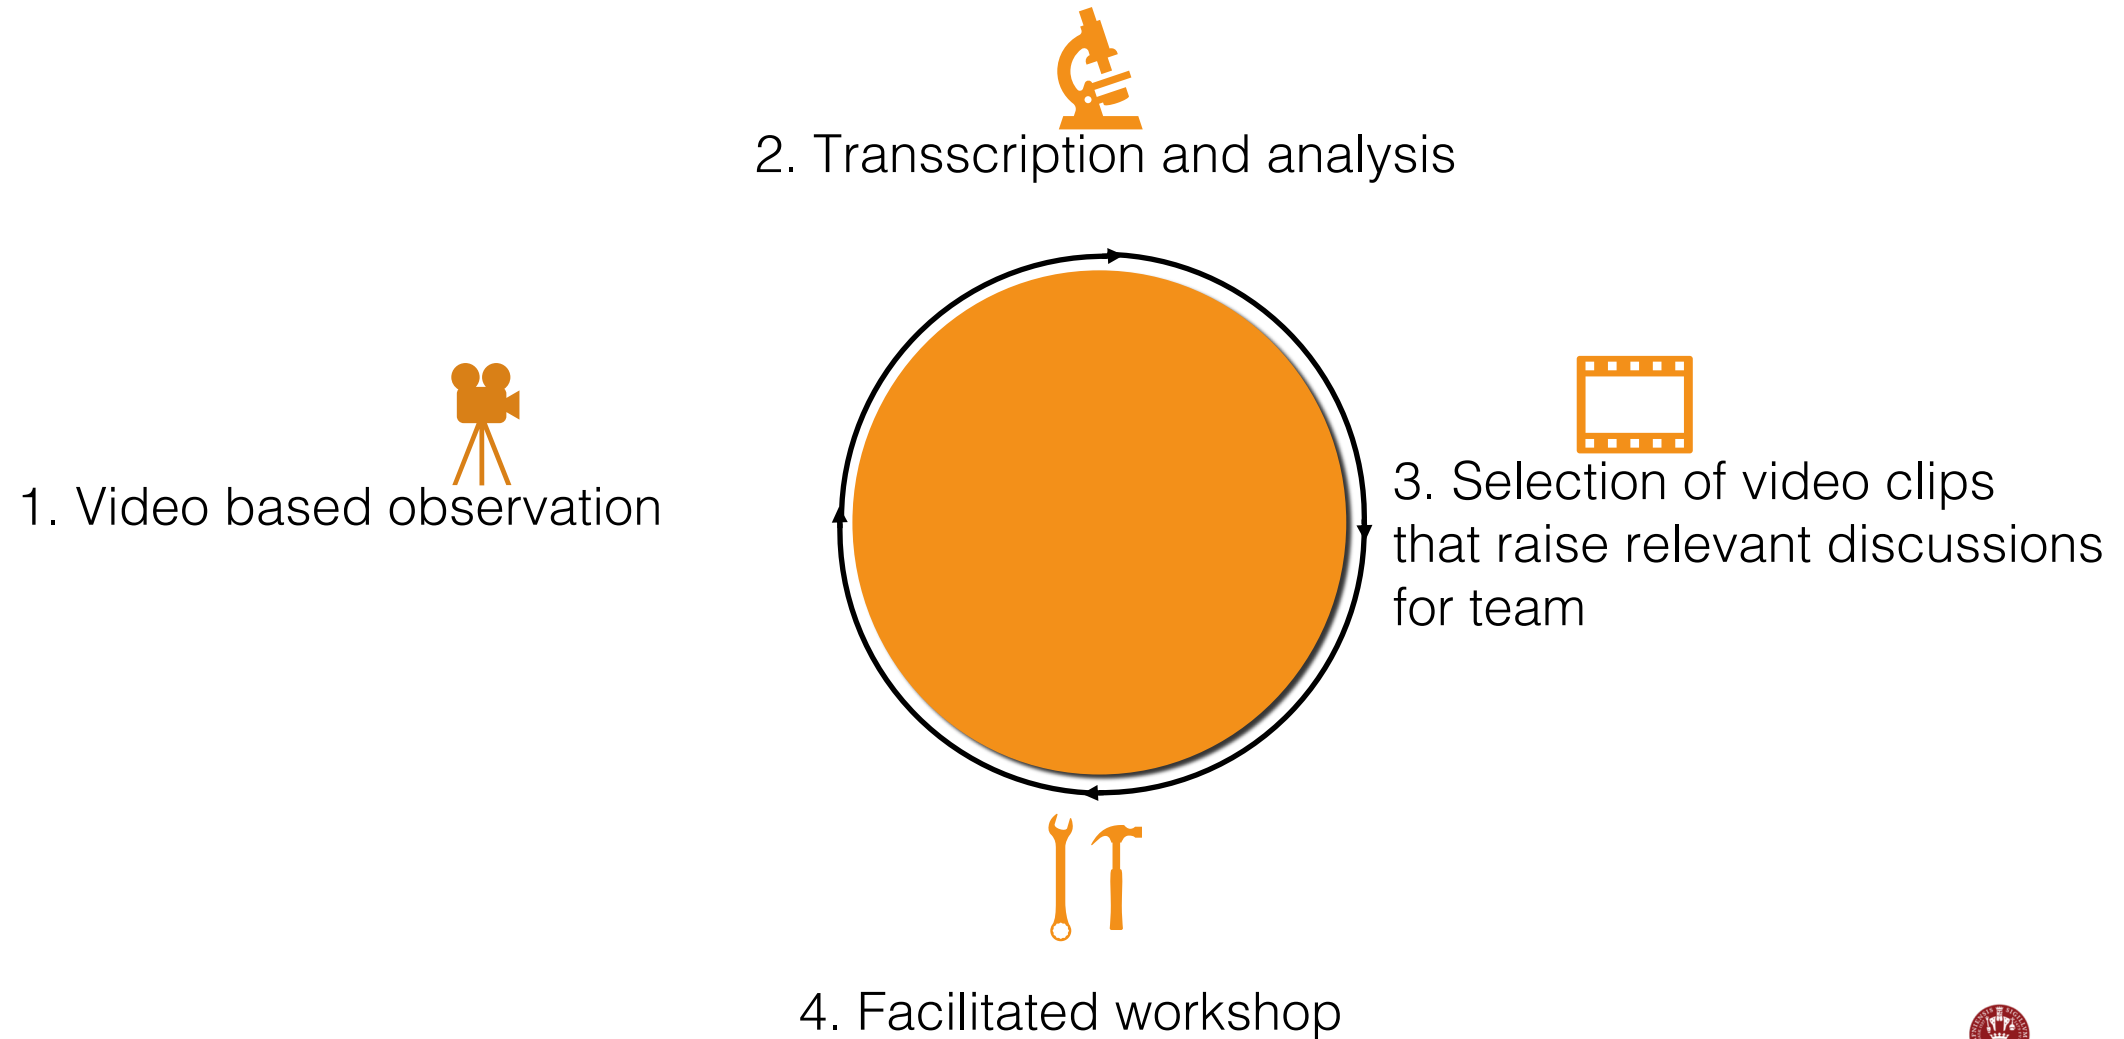 2. Transscription and analysis
1. Video based observation
3. Selection of video clips
that raise relevant discussions
for team
4. Facilitated workshop